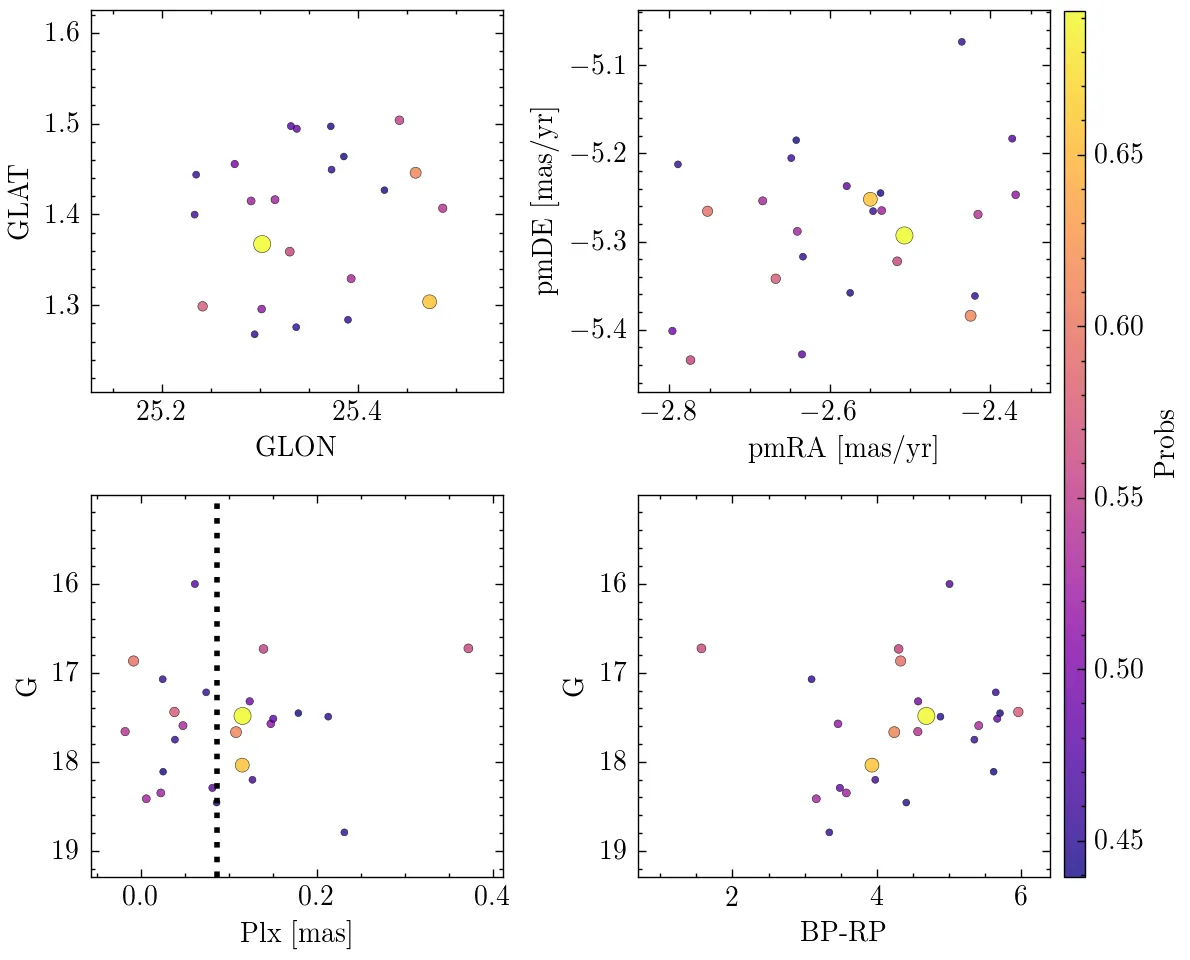 1.6
1.5
1.4
1.3
GLAT
25.2 25.4
GLON
−5.1
−5.2
−5.3
−5.4
pmDE [mas/yr]
−2.8 −2.6 −2.4
pmRA [mas/yr]
0.65
0.60
0.55
0.50
0.45
Probs
16
17
18
19
G
0.0 0.2 0.4
Plx [mas]
16
17
18
19
G
2 4 6
BP-RP